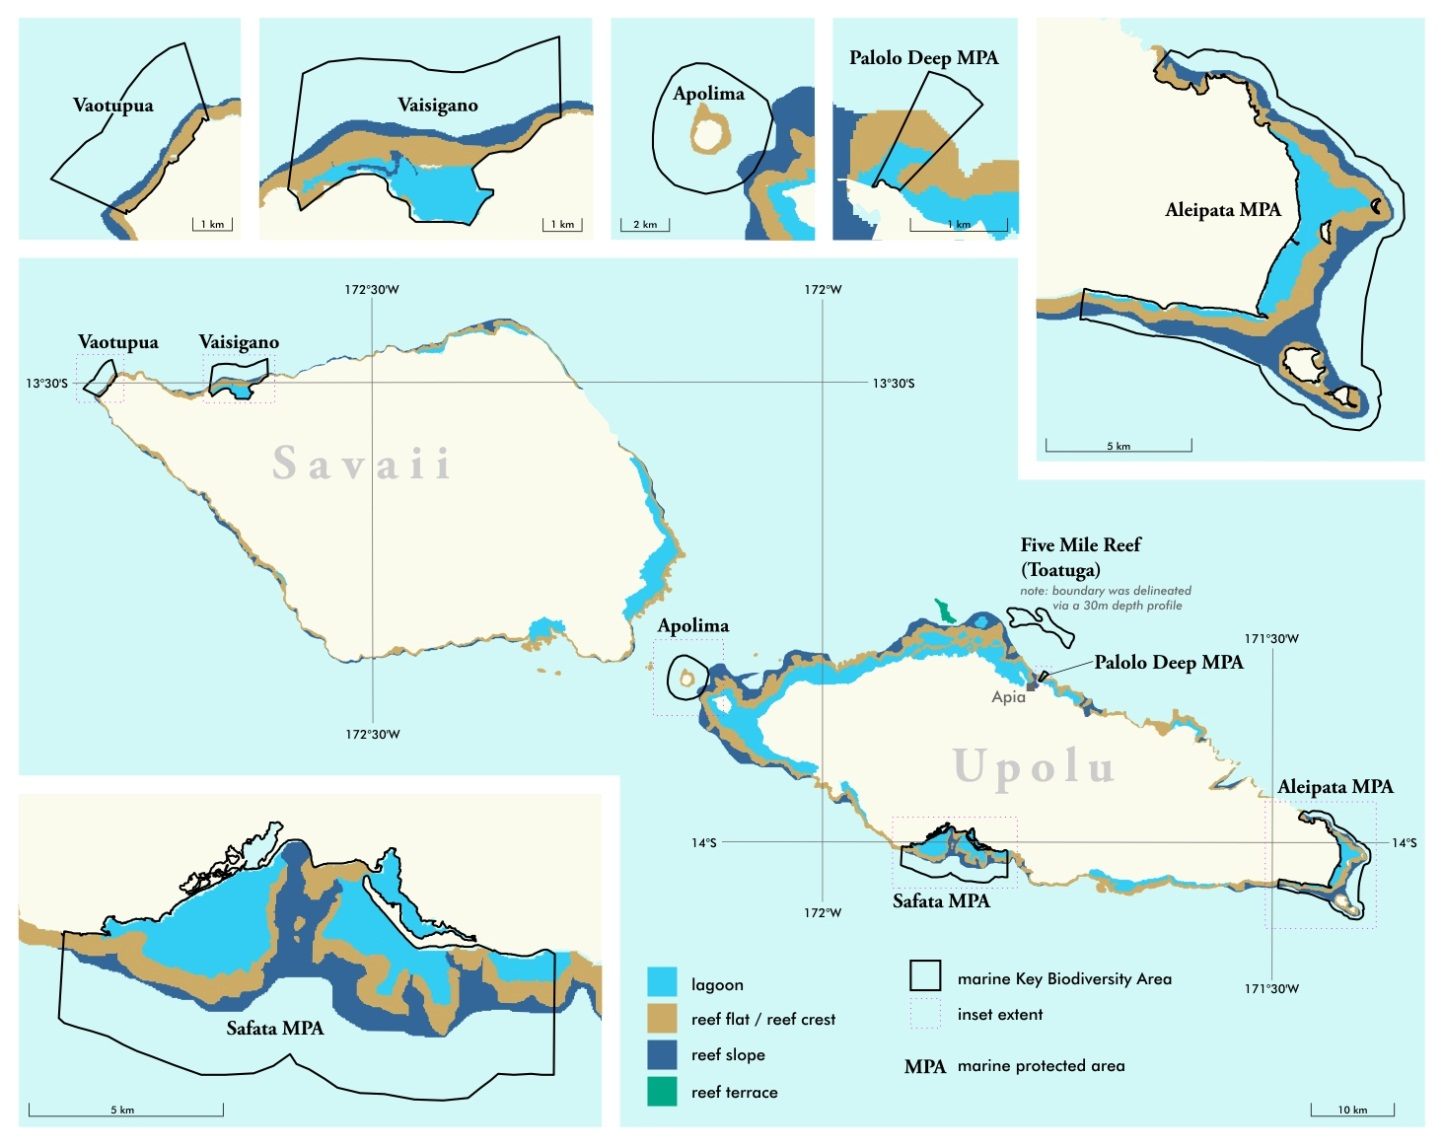 Vaotupua
1 km
Vaisigano
1 km
Apolima
2 km
Palolo Deep MPA
1 km
Aleipata MPA
5 km
172°30'W
172°W
Vaotupua
Vaisigano
13°30'S
13°30'S
Savaii
Five Mile Reef
(Toatuga)
note: boundary was delineated
via a 30m depth profile
Apolima
171°30'W
Palolo Deep MPA
Apia
172°30'W
Upolu
Aleipata MPA
14°S
14°S
Safata MPA
172°W
171°30'W
Safata MPA
5 km
lagoon
reef flat / reef crest
reef slope
reef terrace
marine Key Biodiversity Area
inset extent
MPA marine protected area
10 km